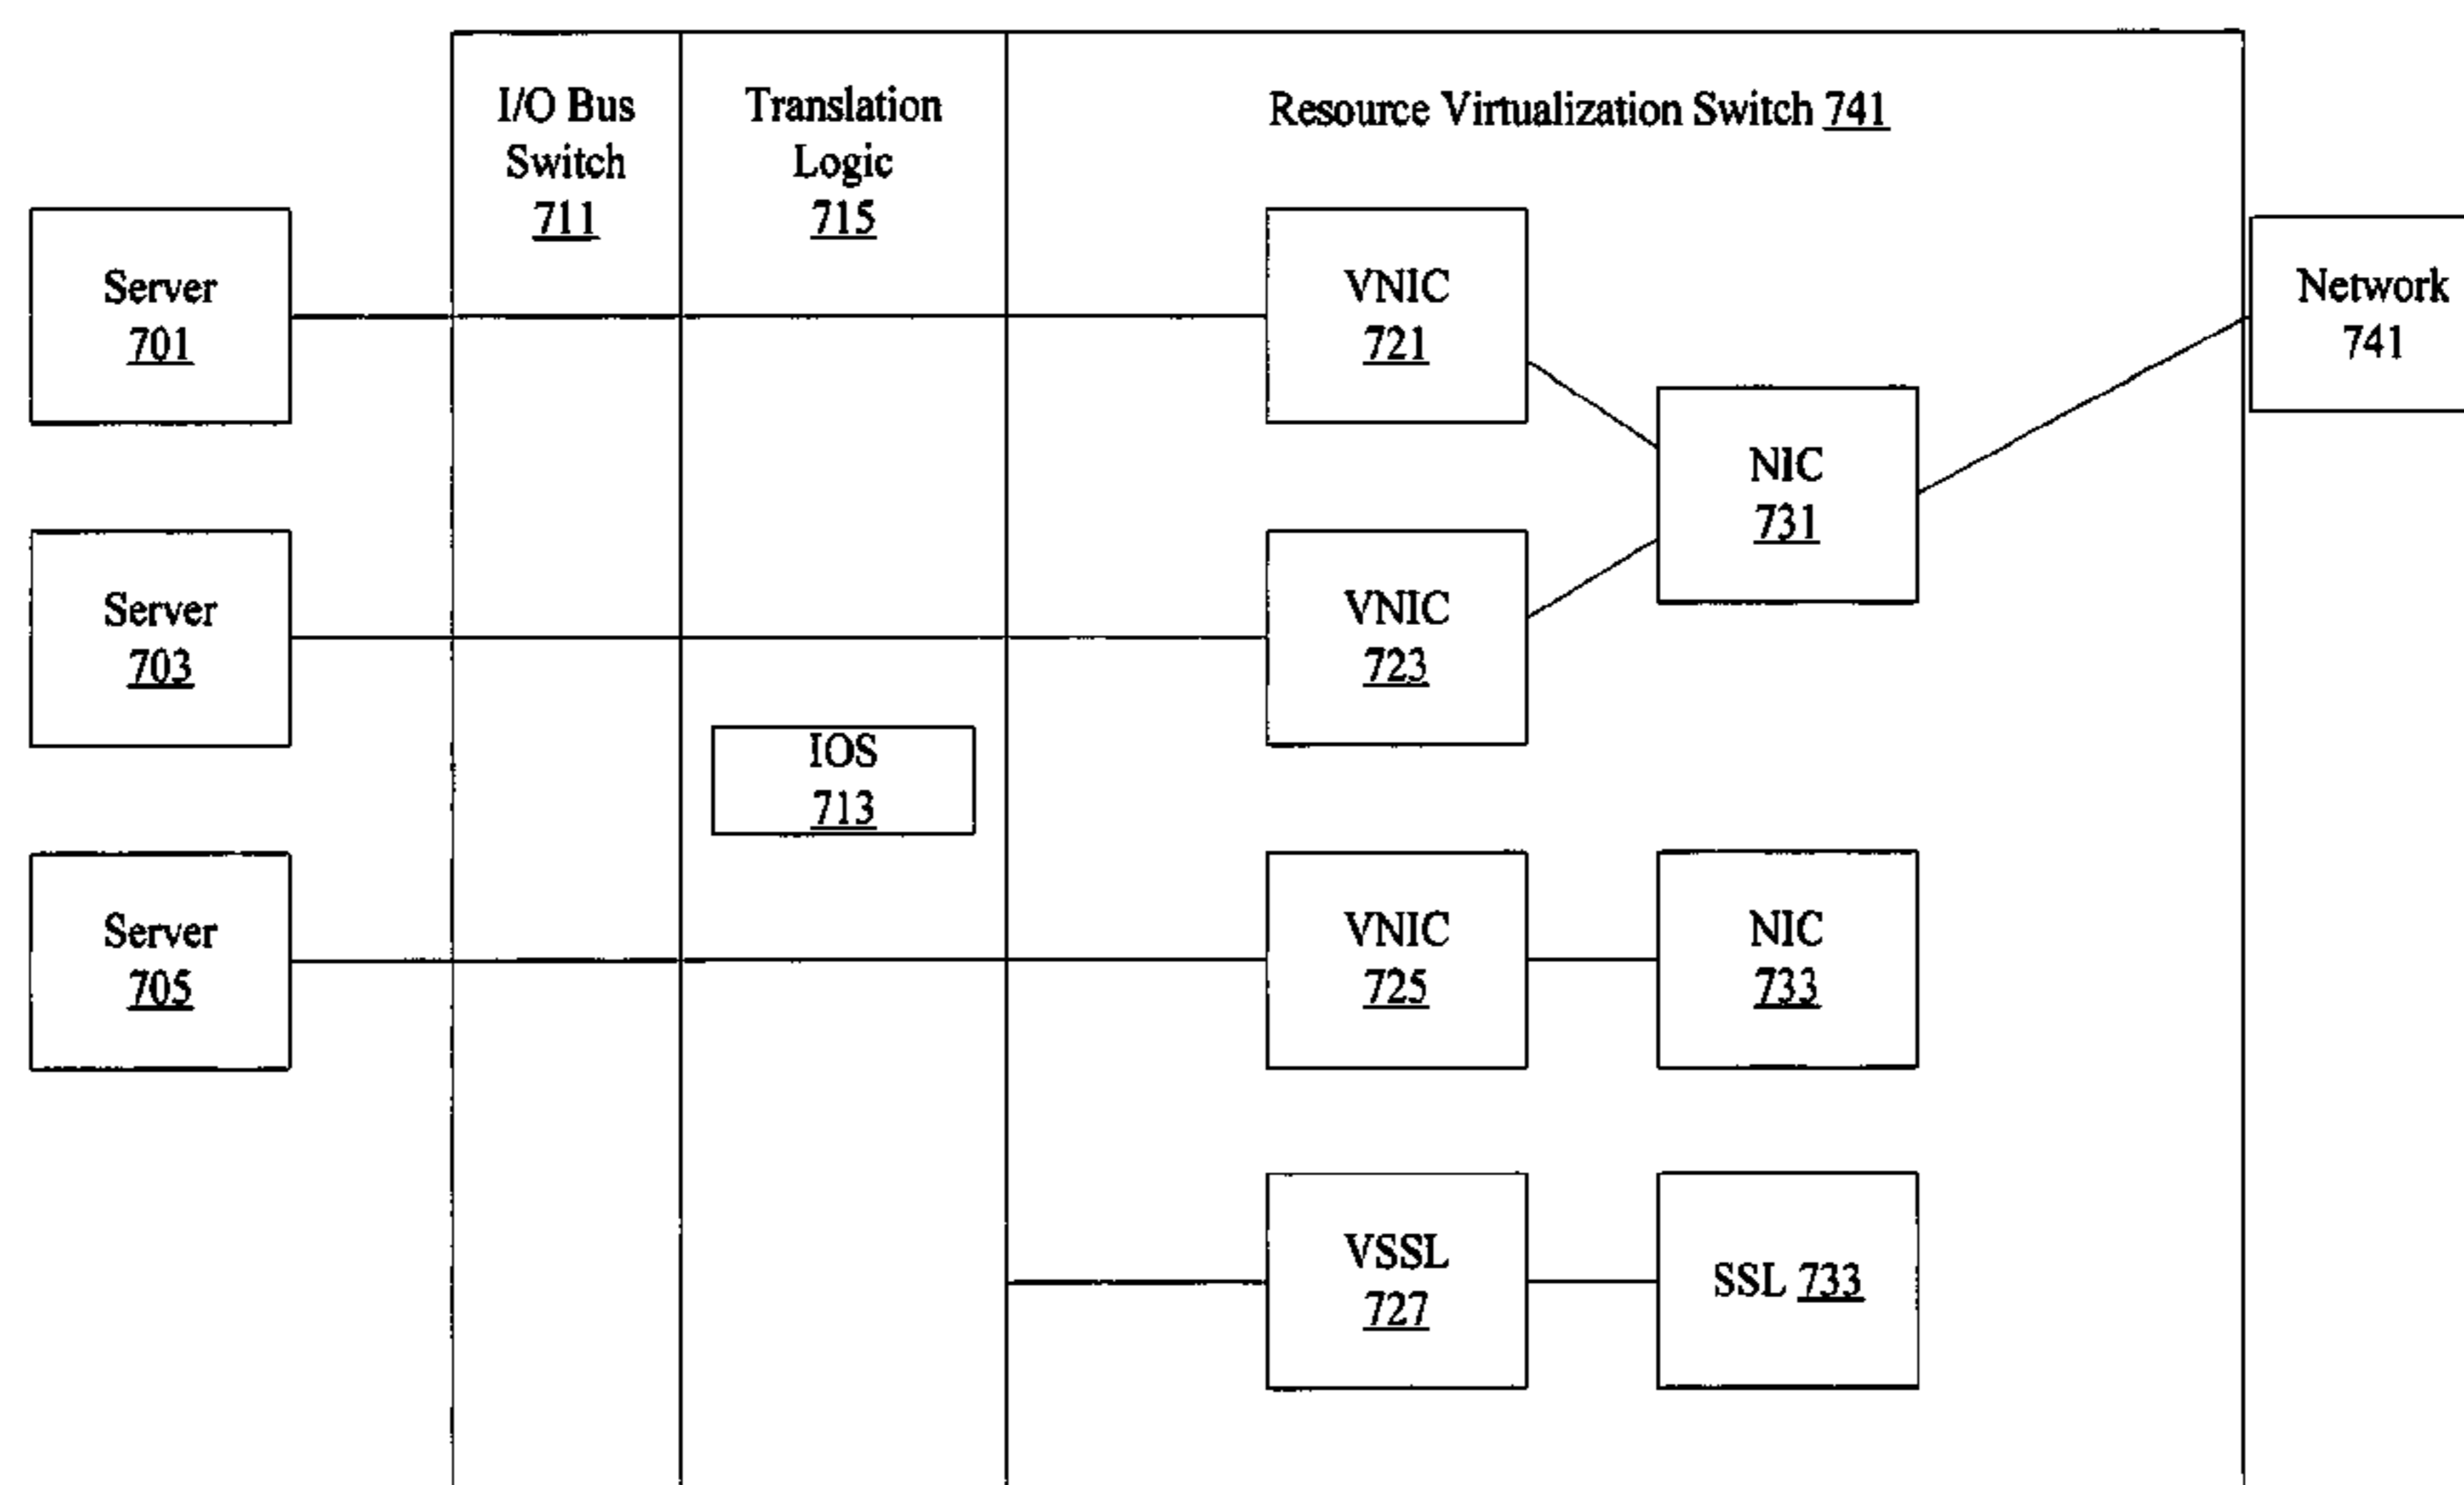 I/O Bus
Switch
711
Translation
Logic
715
Resource Virtualization Switch 741
Server
701
VNIC
721
Network
741
NIC
731
Server
703
VNIC
723
IOS
713
Server
705
VNIC
725
NIC
733
VSSL
727
SSL 733